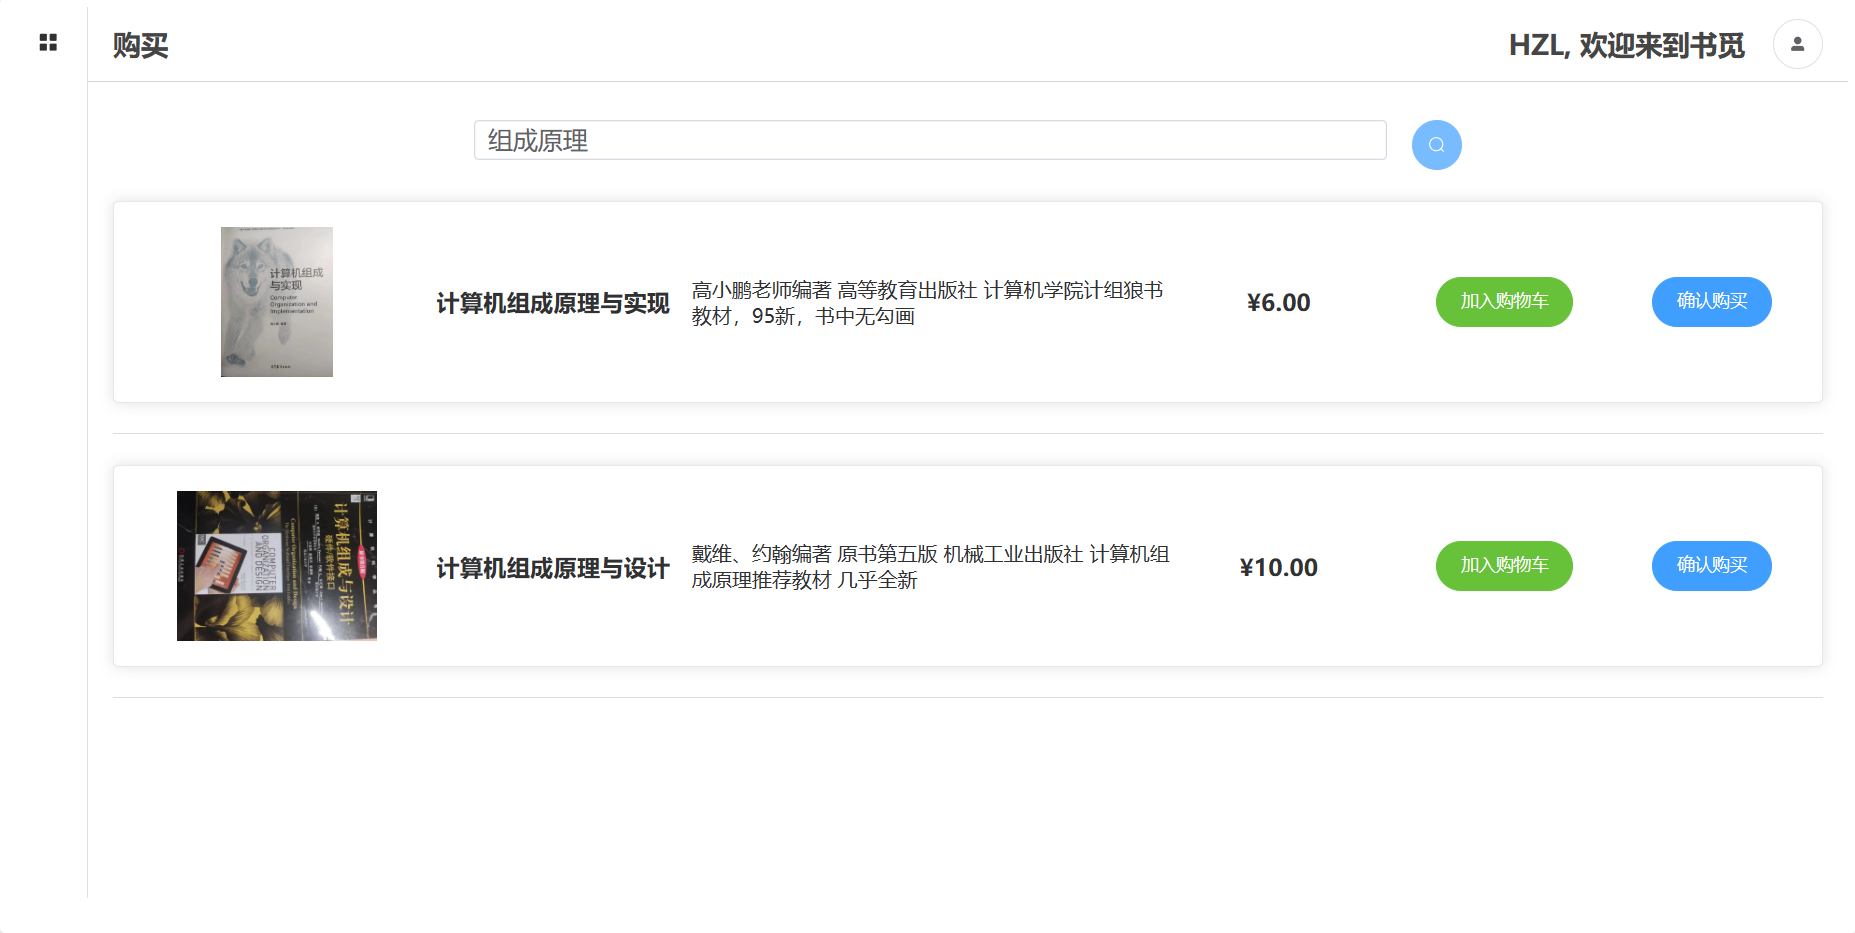 购买
HZL, 欢迎来到书觅
组成原理
计算机组成
与实现
Computer
Organization and
Implementation
计算机组成原理与实现
高小鹏老师编著 高等教育出版社 计算机学院计组狼书
教材，95新，书中无勾画
¥6.00
加入购物车
确认购买
计算机组成与设计
硬件/软件接口
Computer Organization and Design
COMPUTER
ORGANIZATION
AND DESIGN
计算机组成原理与设计
戴维、约翰编著 原书第五版 机械工业出版社 计算机组
成原理推荐教材 几乎全新
¥10.00
加入购物车
确认购买